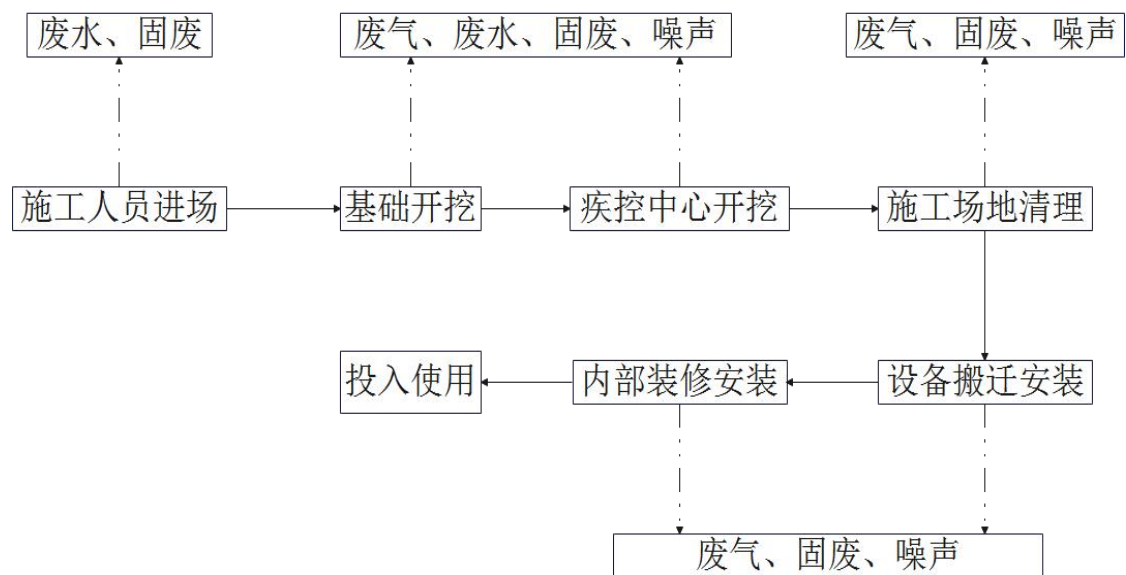 废水、固废
废气、废水、固废、噪声
废气、固废、噪声
施工人员进场
基础开挖
疾控中心开挖
施工场地清理
投入使用
内部装修安装
设备搬迁安装
废气、固废、噪声